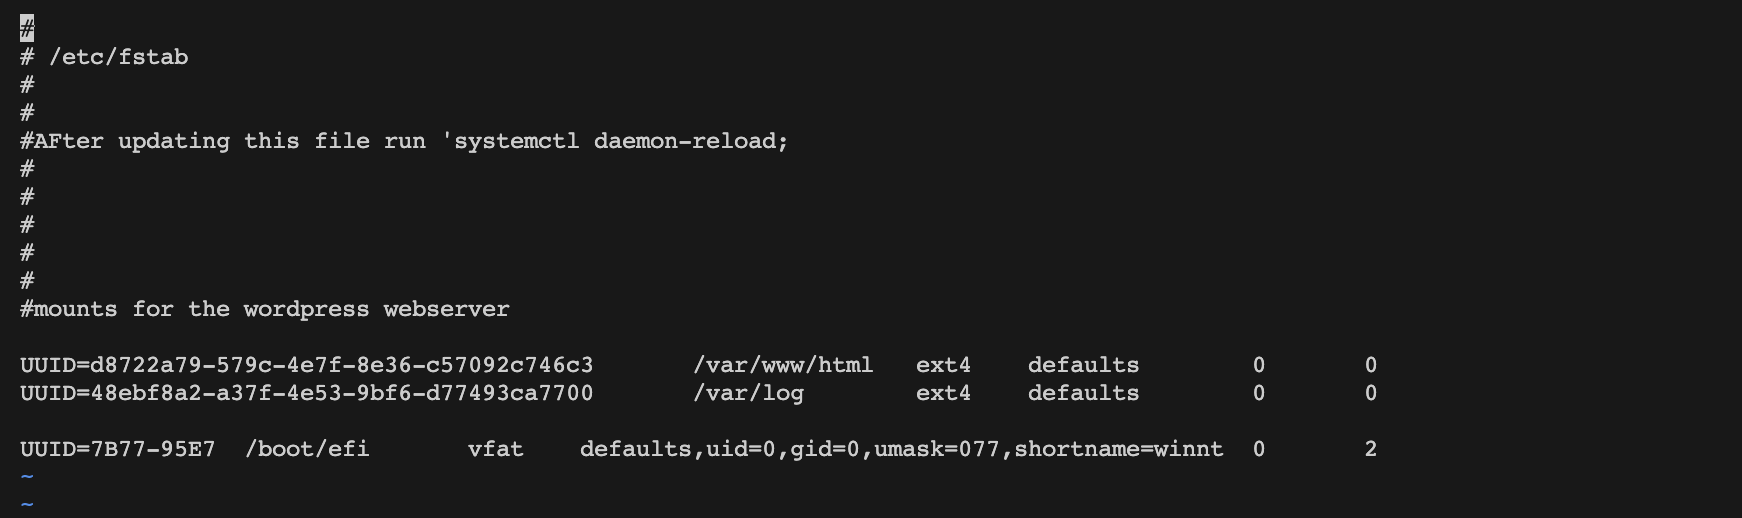 #
# /etc/fstab
#
#
#AFter updating this file run 'systemctl daemon-reload;
#
#
#
#
#
#mounts for the wordpress webserver
UUID=d8722a79-579c-4e7f-8e36-c57092c746c3 /var/www/html ext4 defaults 0 0
UUID=48ebf8a2-a37f-4e53-9bf6-d77493ca7700 /var/log ext4 defaults 0 0
UUID=7B77-95E7 /boot/efi vfat defaults,uid=0,gid=0,umask=077,shortname=winnt 0 2
~
~